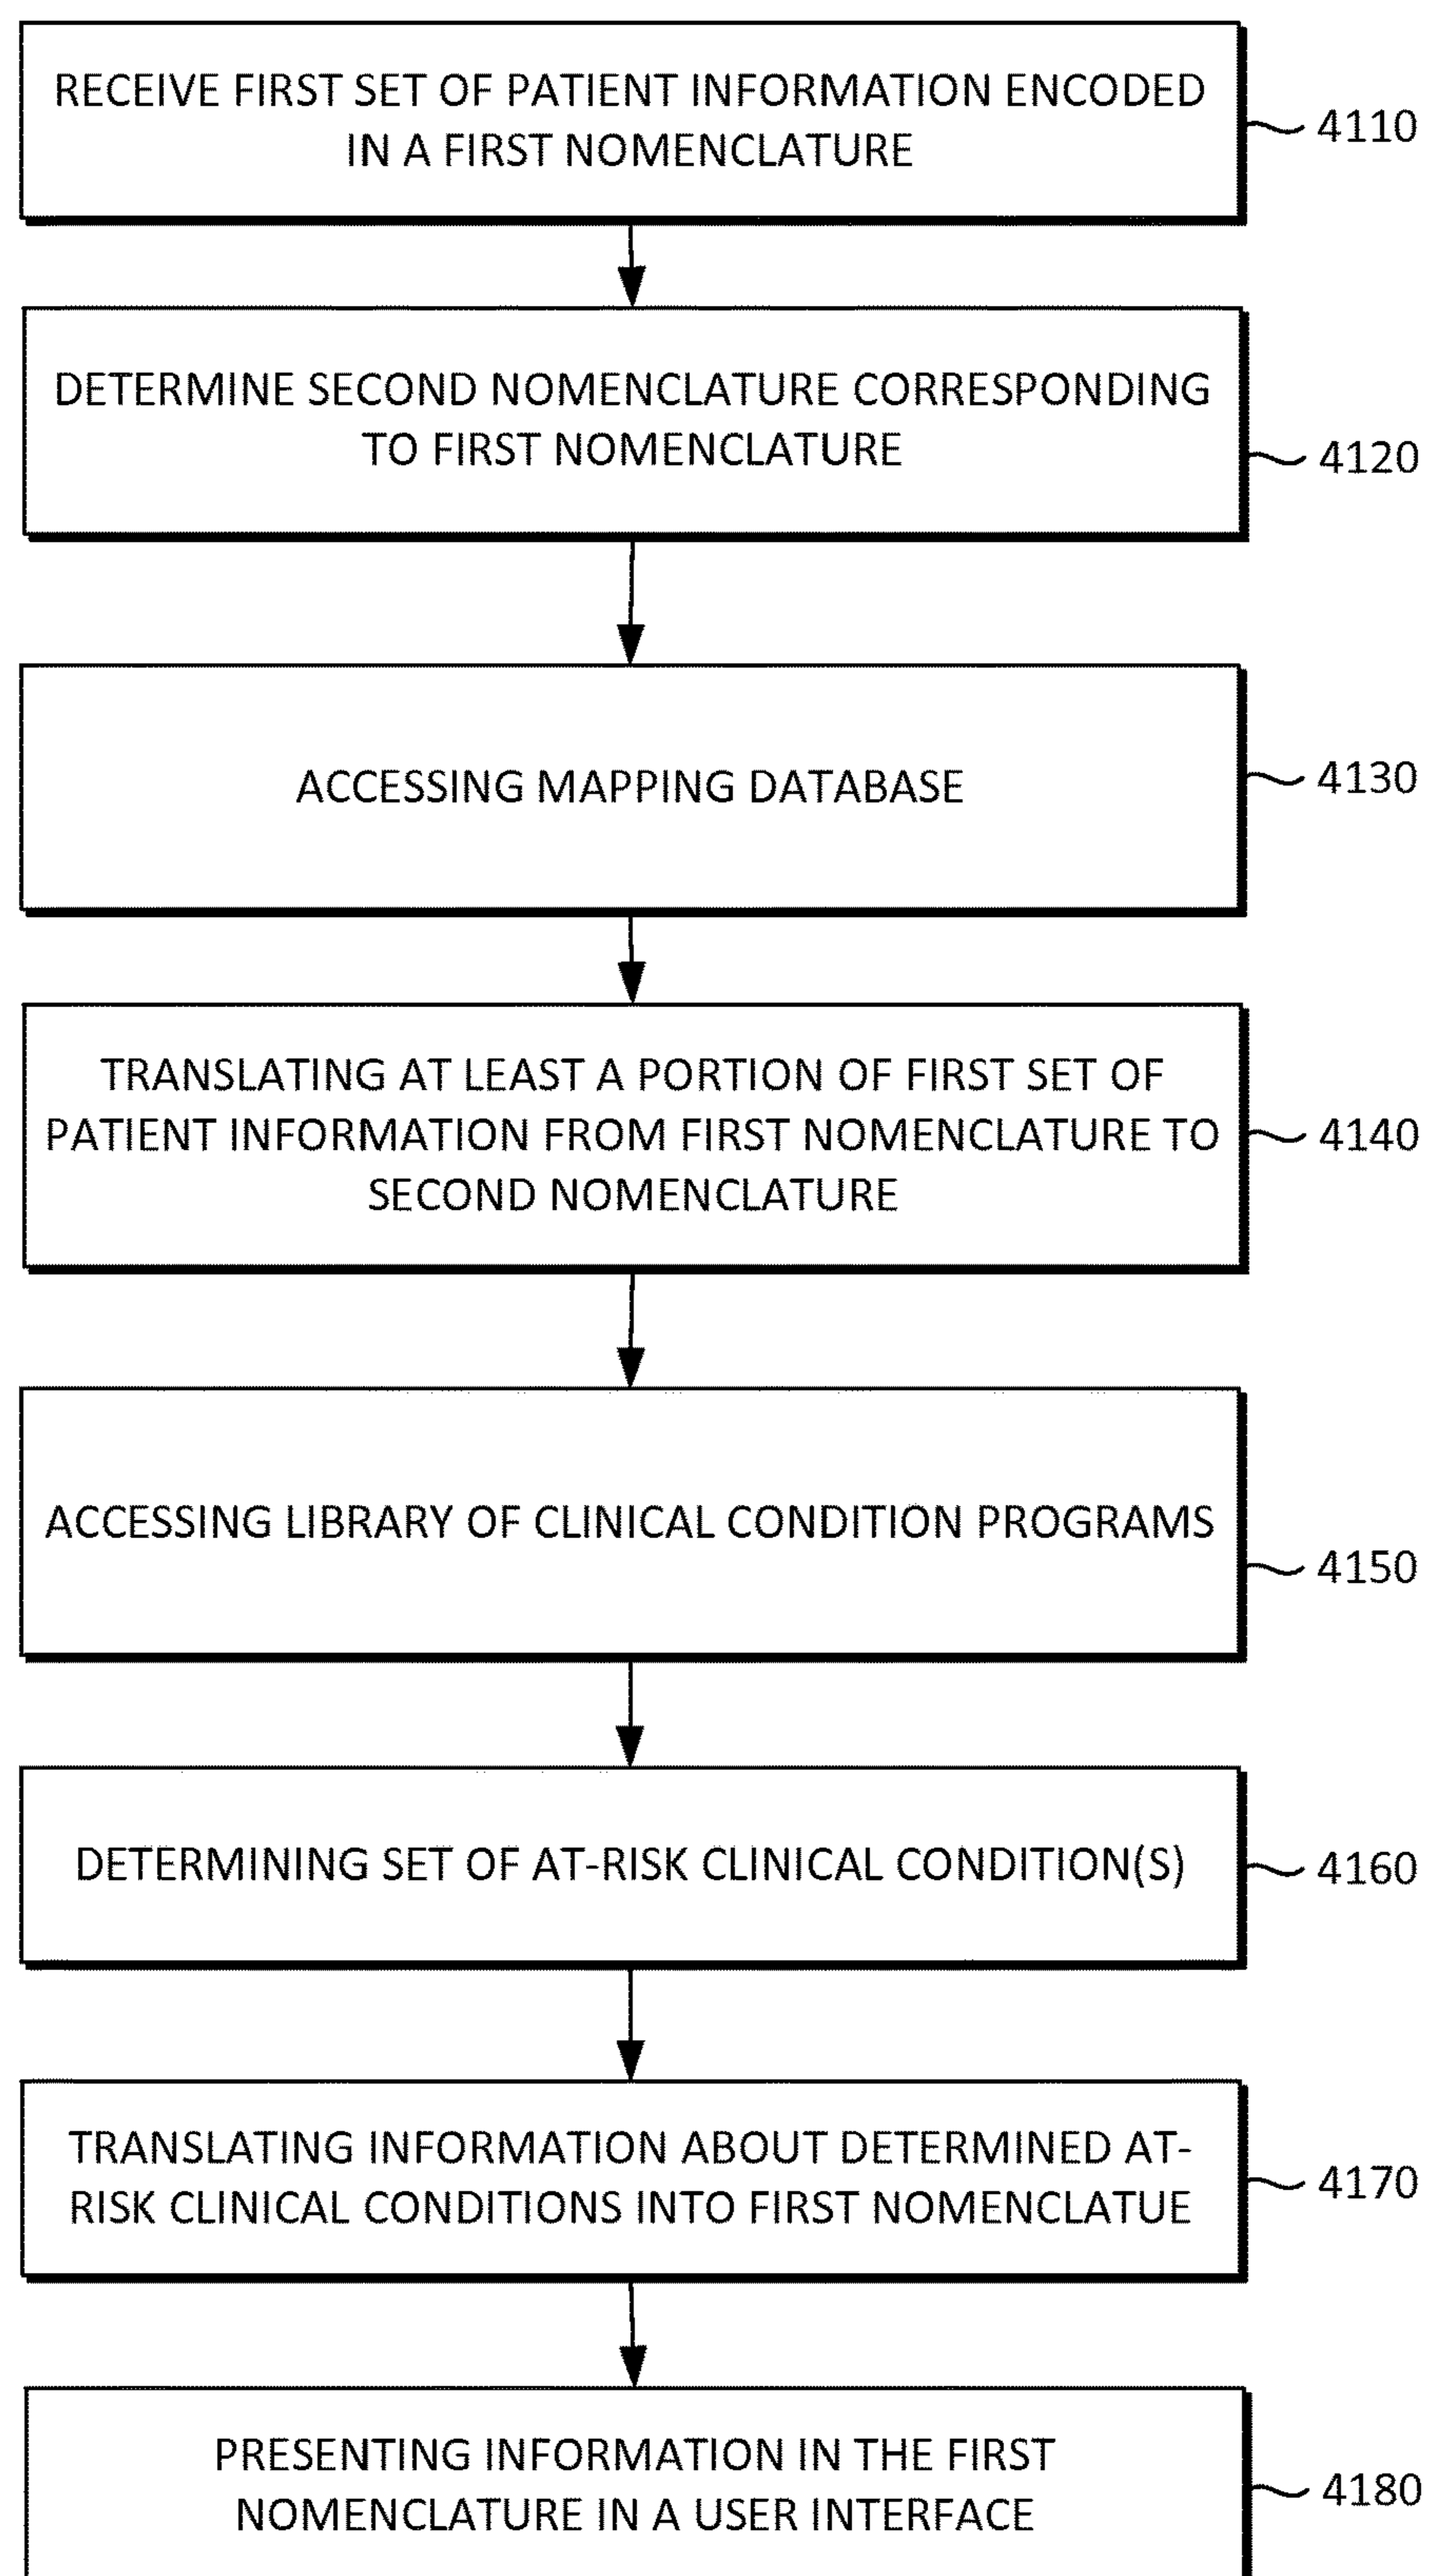 RECEIVE FIRST SET OF PATIENT INFORMATION ENCODED
IN A FIRST NOMENCLATURE
4110
DETERMINE SECOND NOMENCLATURE CORRESPONDING
TO FIRST NOMENCLATURE
4120
ACCESSING MAPPING DATABASE
4130
TRANSLATING AT LEAST A PORTION OF FIRST SET OF
PATIENT INFORMATION FROM FIRST NOMENCLATURE TO
SECOND NOMENCLATURE
4140
ACCESSING LIBRARY OF CLINICAL CONDITION PROGRAMS
4150
DETERMINING SET OF AT-RISK CLINICAL CONDITION(S)
4160
TRANSLATING INFORMATION ABOUT DETERMINED AT-
RISK CLINICAL CONDITIONS INTO FIRST NOMENCLATUE
4170
PRESENTING INFORMATION IN THE FIRST
NOMENCLATURE IN A USER INTERFACE
4180